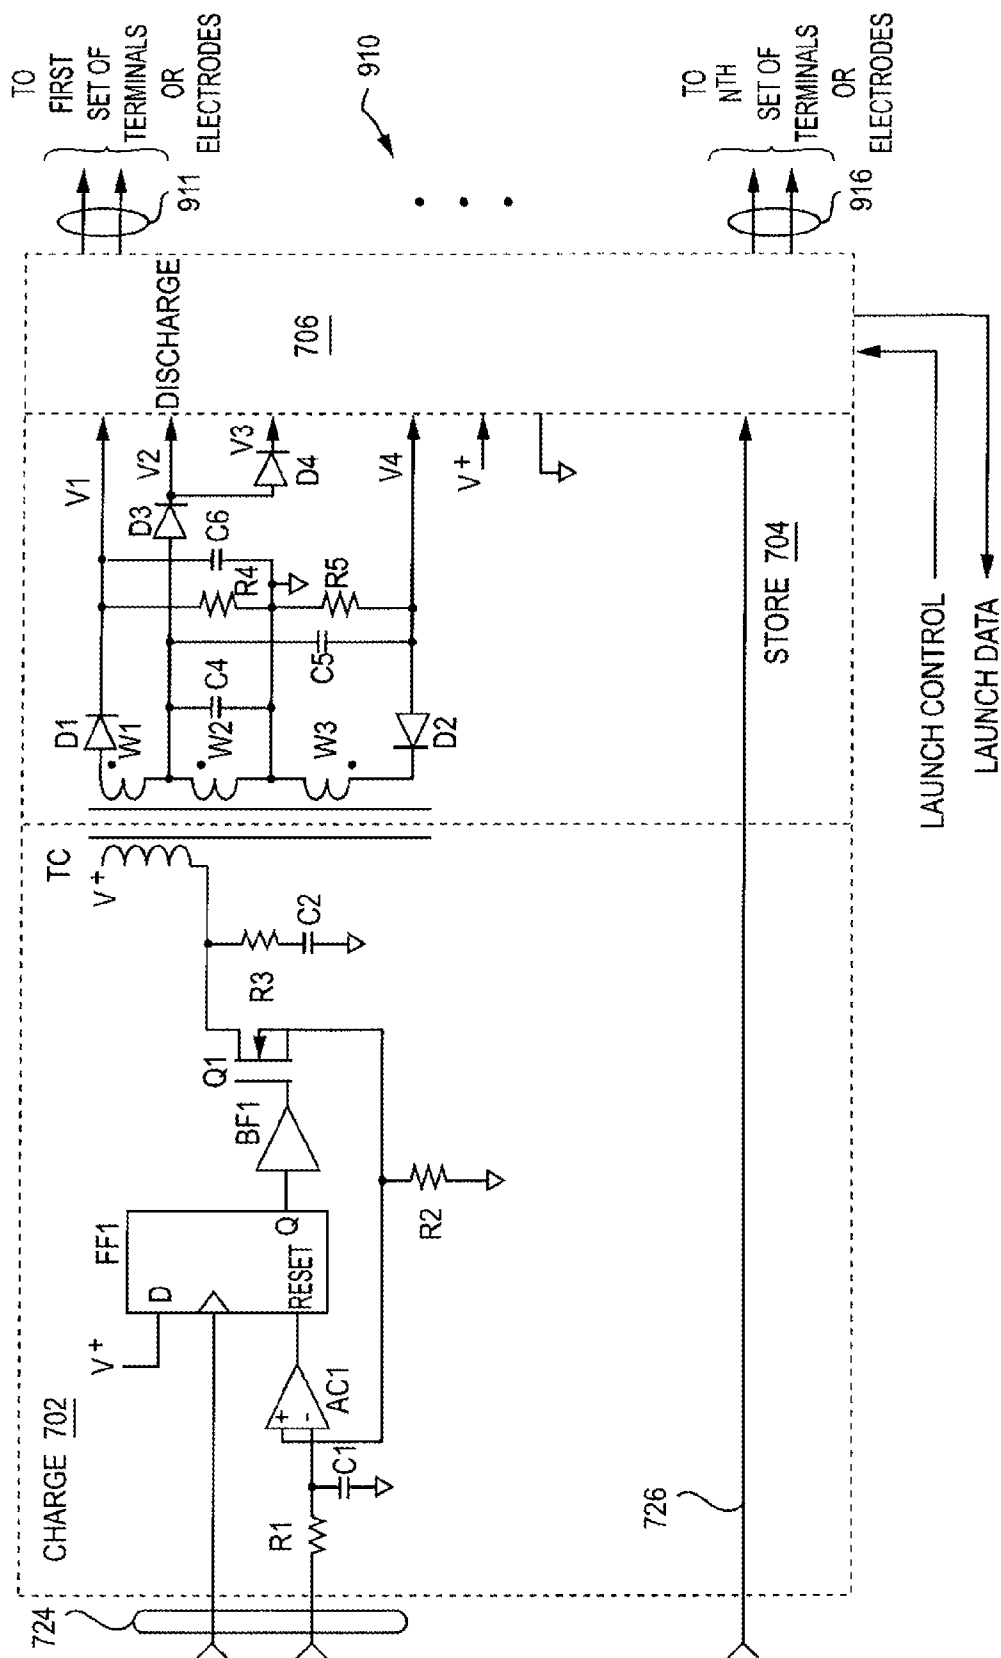 724
CHARGE 702
R1
C1
AC1
+
-
V+
D
FF1
RESET
Q
BF1
Q1
R2
R3
C2
V+
TC
D1
W1
W2
W3
D2
C4
C5
R4
R5
C6
D3
D4
V1
V2
V3
V4
V+
STORE 704
726
DISCHARGE
706
LAUNCH CONTROL
LAUNCH DATA
911
TO
FIRST
SET OF
TERMINALS
OR
ELECTRODES
910
916
TO
NTH
SET OF
TERMINALS
OR
ELECTRODES